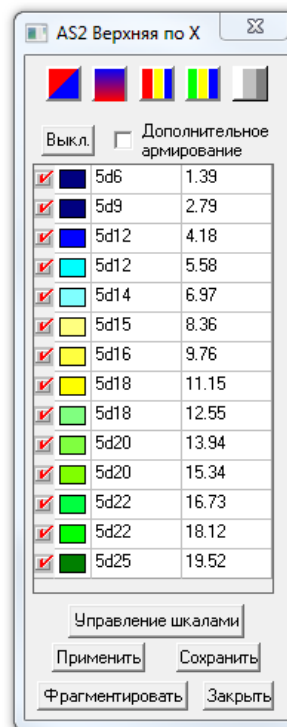 AS2 Верхняя по X
Выкл.
Дополнительное
армирование
5d6 1.39
5d9 2.79
5d12 4.18
5d12 5.58
5d14 6.97
5d15 8.36
5d16 9.76
5d18 11.15
5d18 12.55
5d20 13.94
5d20 15.34
5d22 16.73
5d22 18.12
5d25 19.52
Управление шкалами
Применить Сохранить
Фрагментировать Закрыть